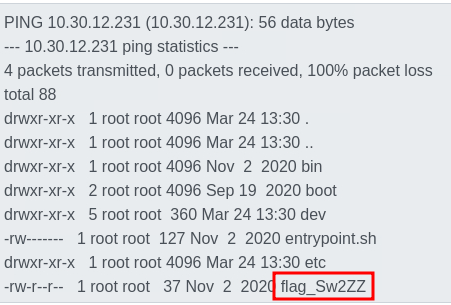 PING 10.30.12.231 (10.30.12.231): 56 data bytes
--- 10.30.12.231 ping statistics ---
4 packets transmitted, 0 packets received, 100% packet loss
total 88
drwxr-xr-x 1 root root 4096 Mar 24 13:30 .
drwxr-xr-x 1 root root 4096 Mar 24 13:30 ..
drwxr-xr-x 1 root root 4096 Nov 2 2020 bin
drwxr-xr-x 2 root root 4096 Sep 19 2020 boot
drwxr-xr-x 5 root root 360 Mar 24 13:30 dev
-rw------- 1 root root 127 Nov 2 2020 entrypoint.sh
drwxr-xr-x 1 root root 4096 Mar 24 13:30 etc
-rw-r--r-- 1 root root 37 Nov 2 2020 flag_Sw2ZZ